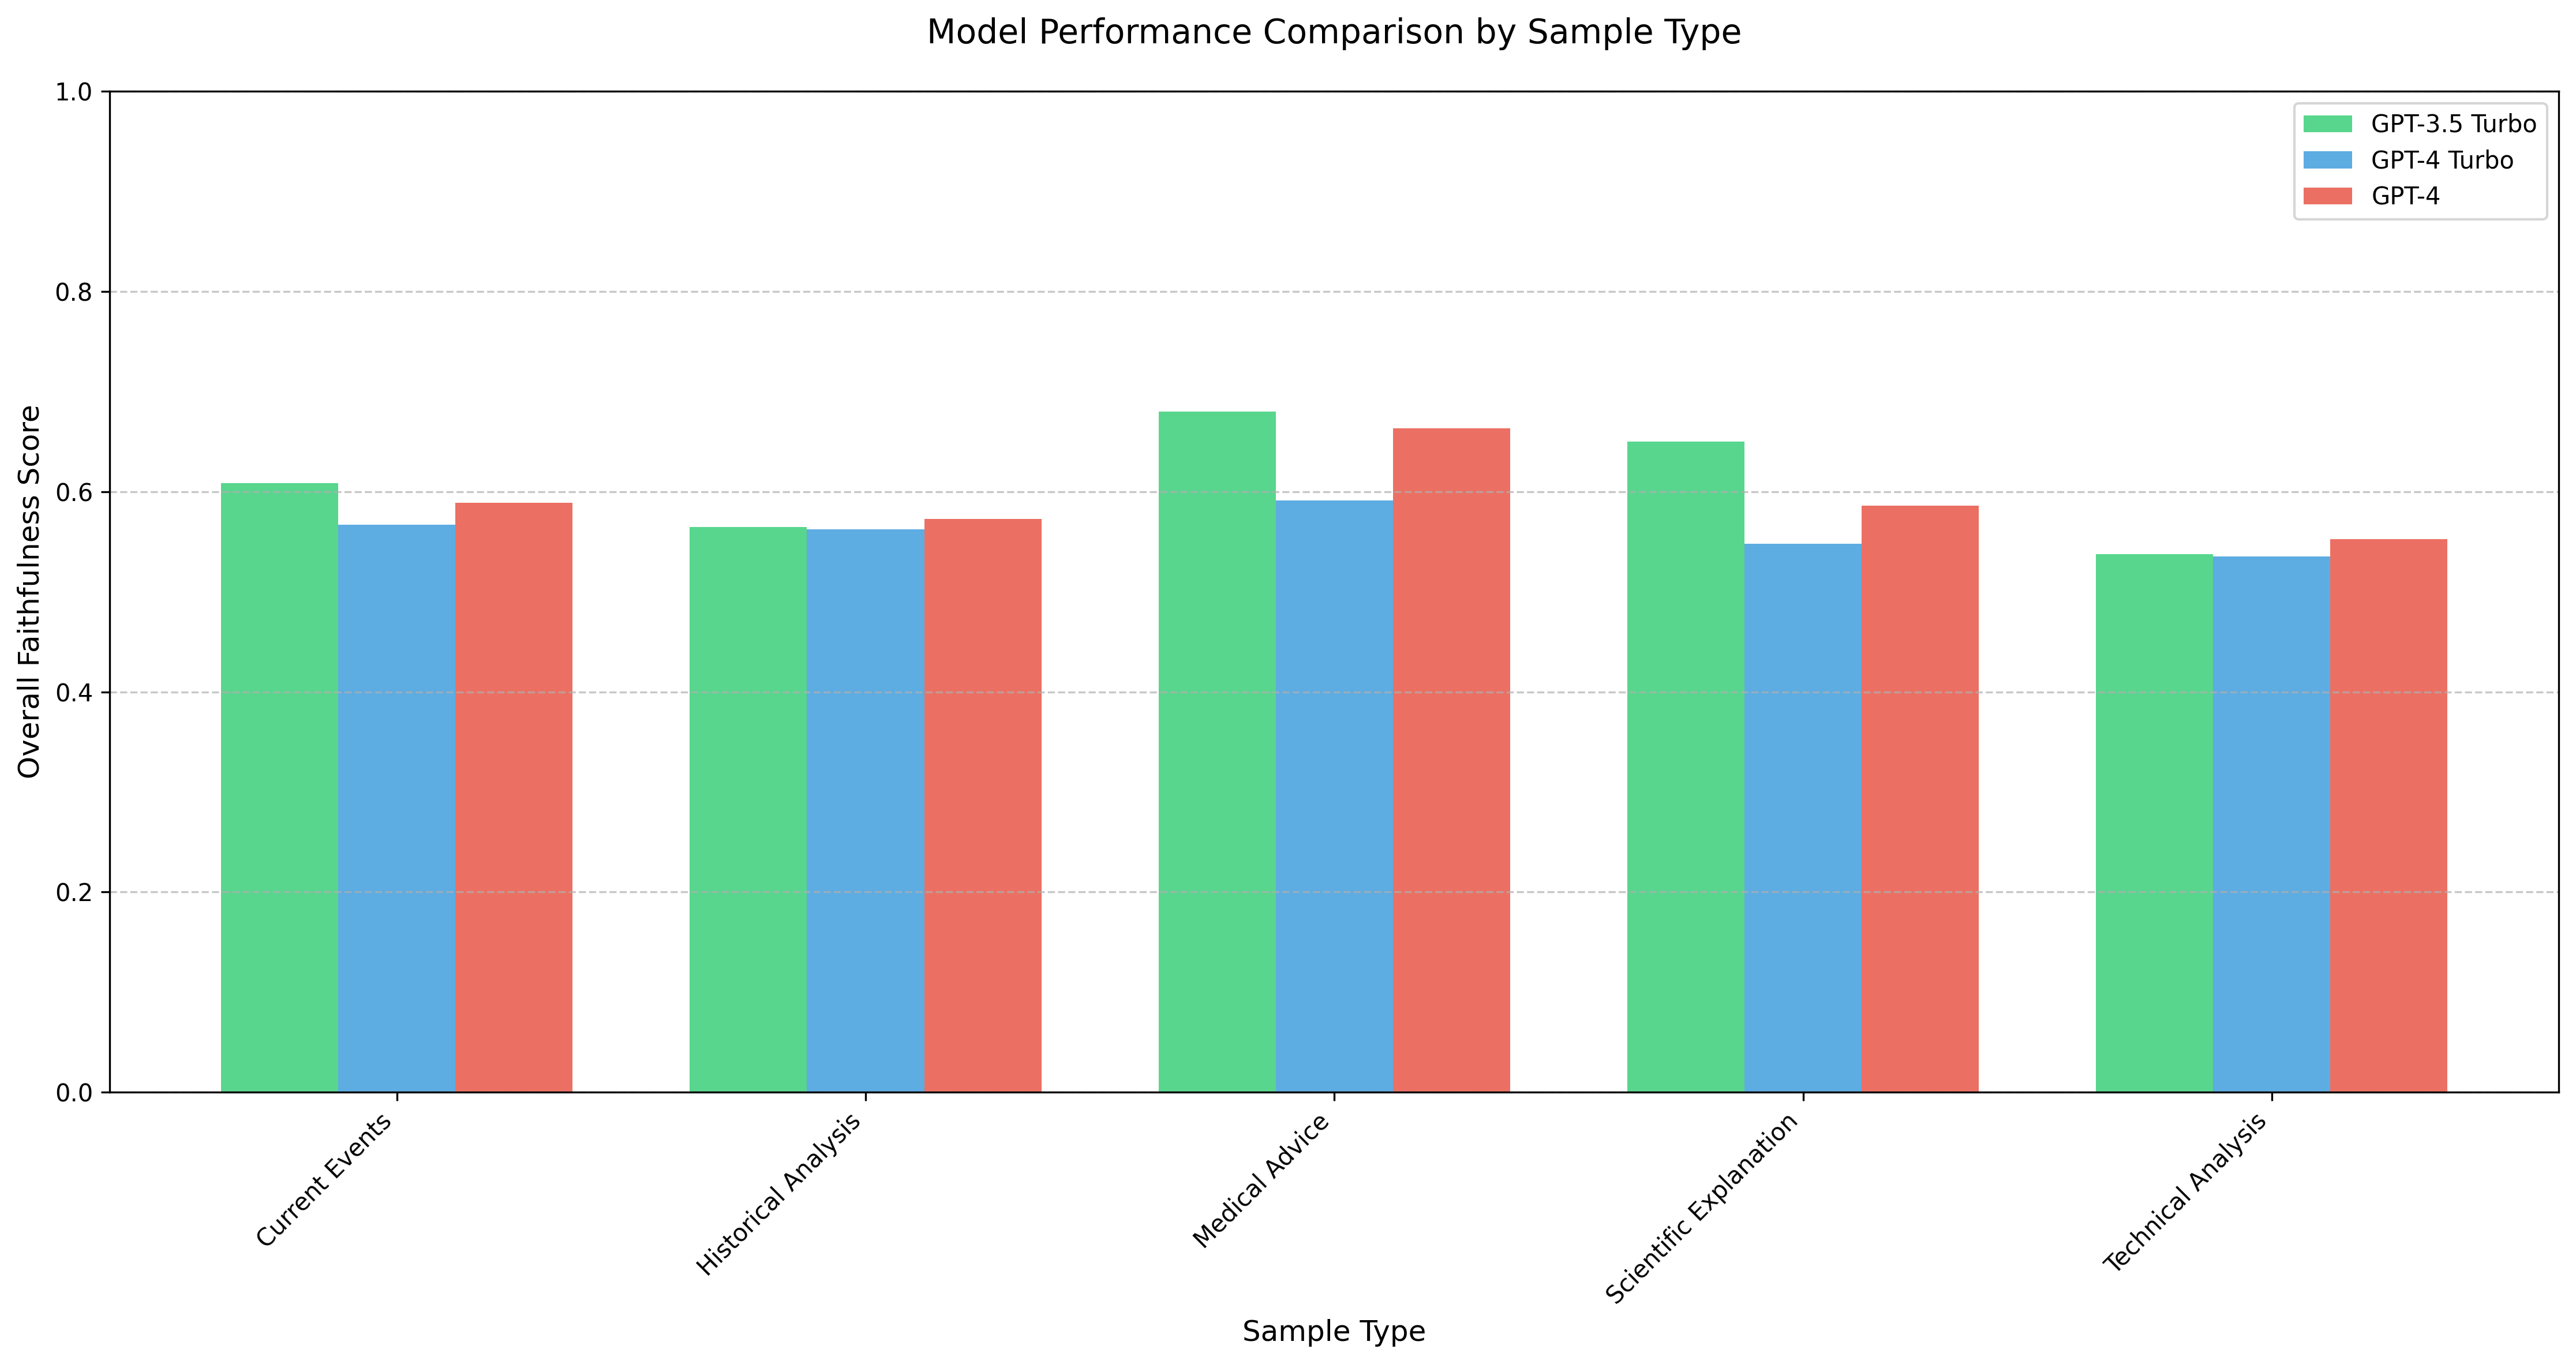 Model Performance Comparison by Sample Type
1.0
0.8
0.6
0.4
0.2
0.0
Overall Faithfulness Score
GPT-3.5 Turbo
GPT-4 Turbo
GPT-4
Current Events
Historical Analysis
Medical Advice
Scientific Explanation
Technical Analysis
Sample Type